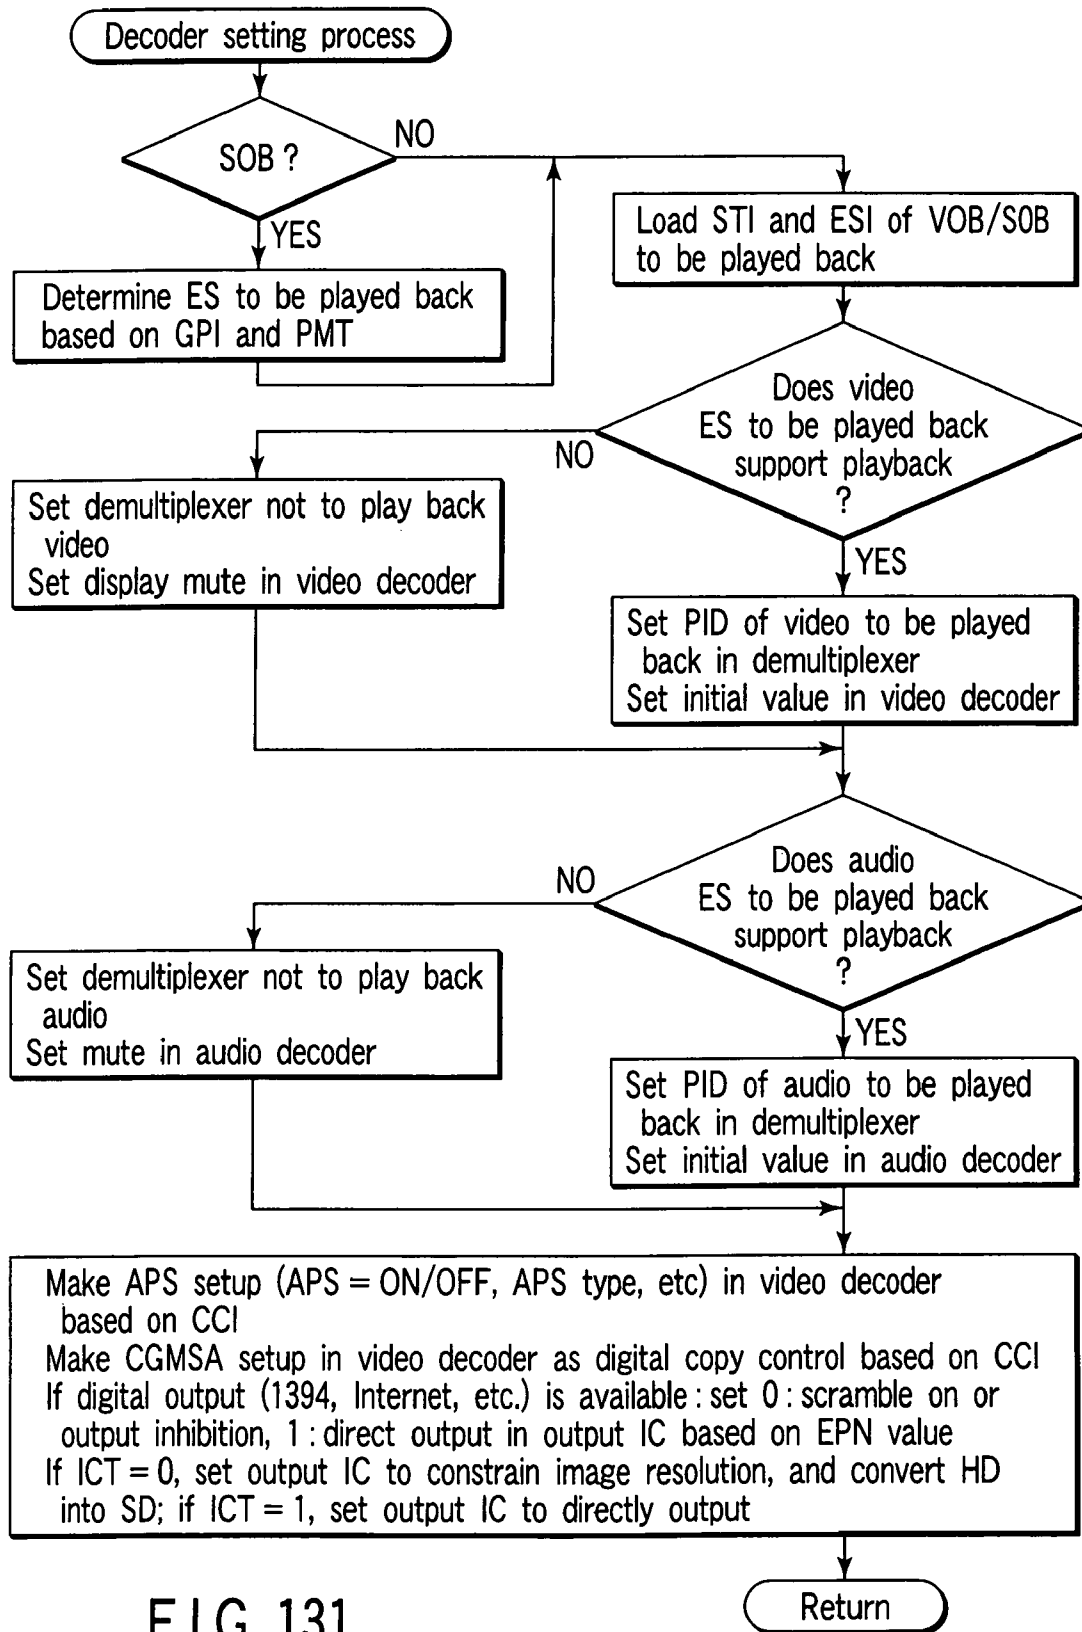 Decoder setting process
SOB ?
NO
YES
Determine ES to be played back
based on GPI and PMT
Load STI and ESI of VOB/SOB
to be played back
Does video
ES to be played back
support playback
?
NO
YES
Set demultiplexer not to play back
video
Set display mute in video decoder
Set PID of video to be played
back in demultiplexer
Set initial value in video decoder
Does audio
ES to be played back
support playback
?
NO
YES
Set demultiplexer not to play back
audio
Set mute in audio decoder
Set PID of audio to be played
back in demultiplexer
Set initial value in audio decoder
Make APS setup (APS = ON/OFF, APS type, etc) in video decoder
based on CCI
Make CGMSA setup in video decoder as digital copy control based on CCI
If digital output (1394, Internet, etc.) is available : set 0 : scramble on or
output inhibition, 1 : direct output in output IC based on EPN value
If ICT = 0, set output IC to constrain image resolution, and convert HD
into SD; if ICT = 1, set output IC to directly output
Return
FIG. 131